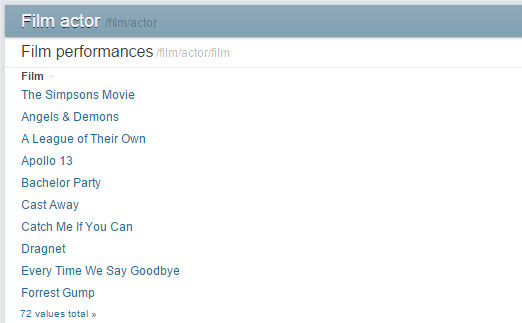 Film actor /film/actor
Film performances /film/actor/film
Film
The Simpsons Movie
Angels & Demons
A League of Their Own
Apollo 13
Bachelor Party
Cast Away
Catch Me If You Can
Dragnet
Every Time We Say Goodbye
Forrest Gump
72 values total »